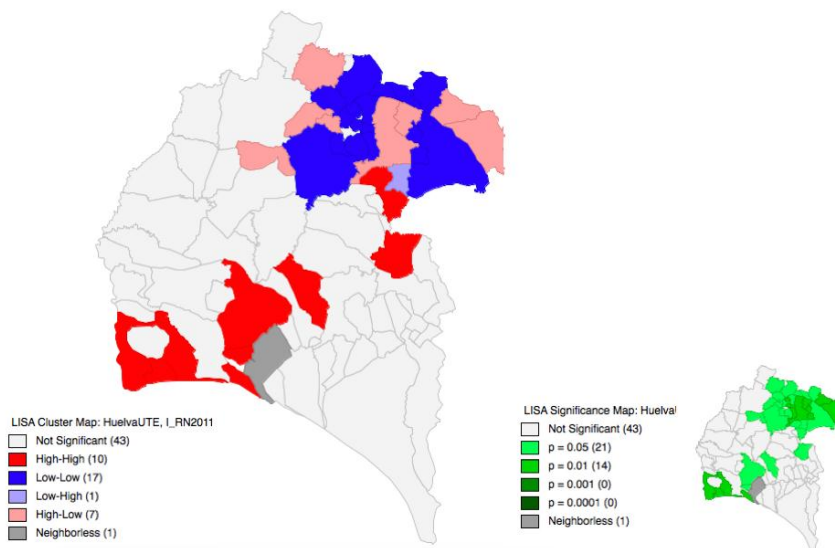 LISA Cluster Map: HuelvaUTE, I_RN2011
Not Significant (43)
High-High (10)
Low-Low (17)
Low-High (1)
High-Low (7)
Neighborless (1)
LISA Significance Map: Huelval
Not Significant (43)
p = 0.05 (21)
p = 0.01 (14)
p = 0.001 (0)
p = 0.0001 (0)
Neighborless (1)